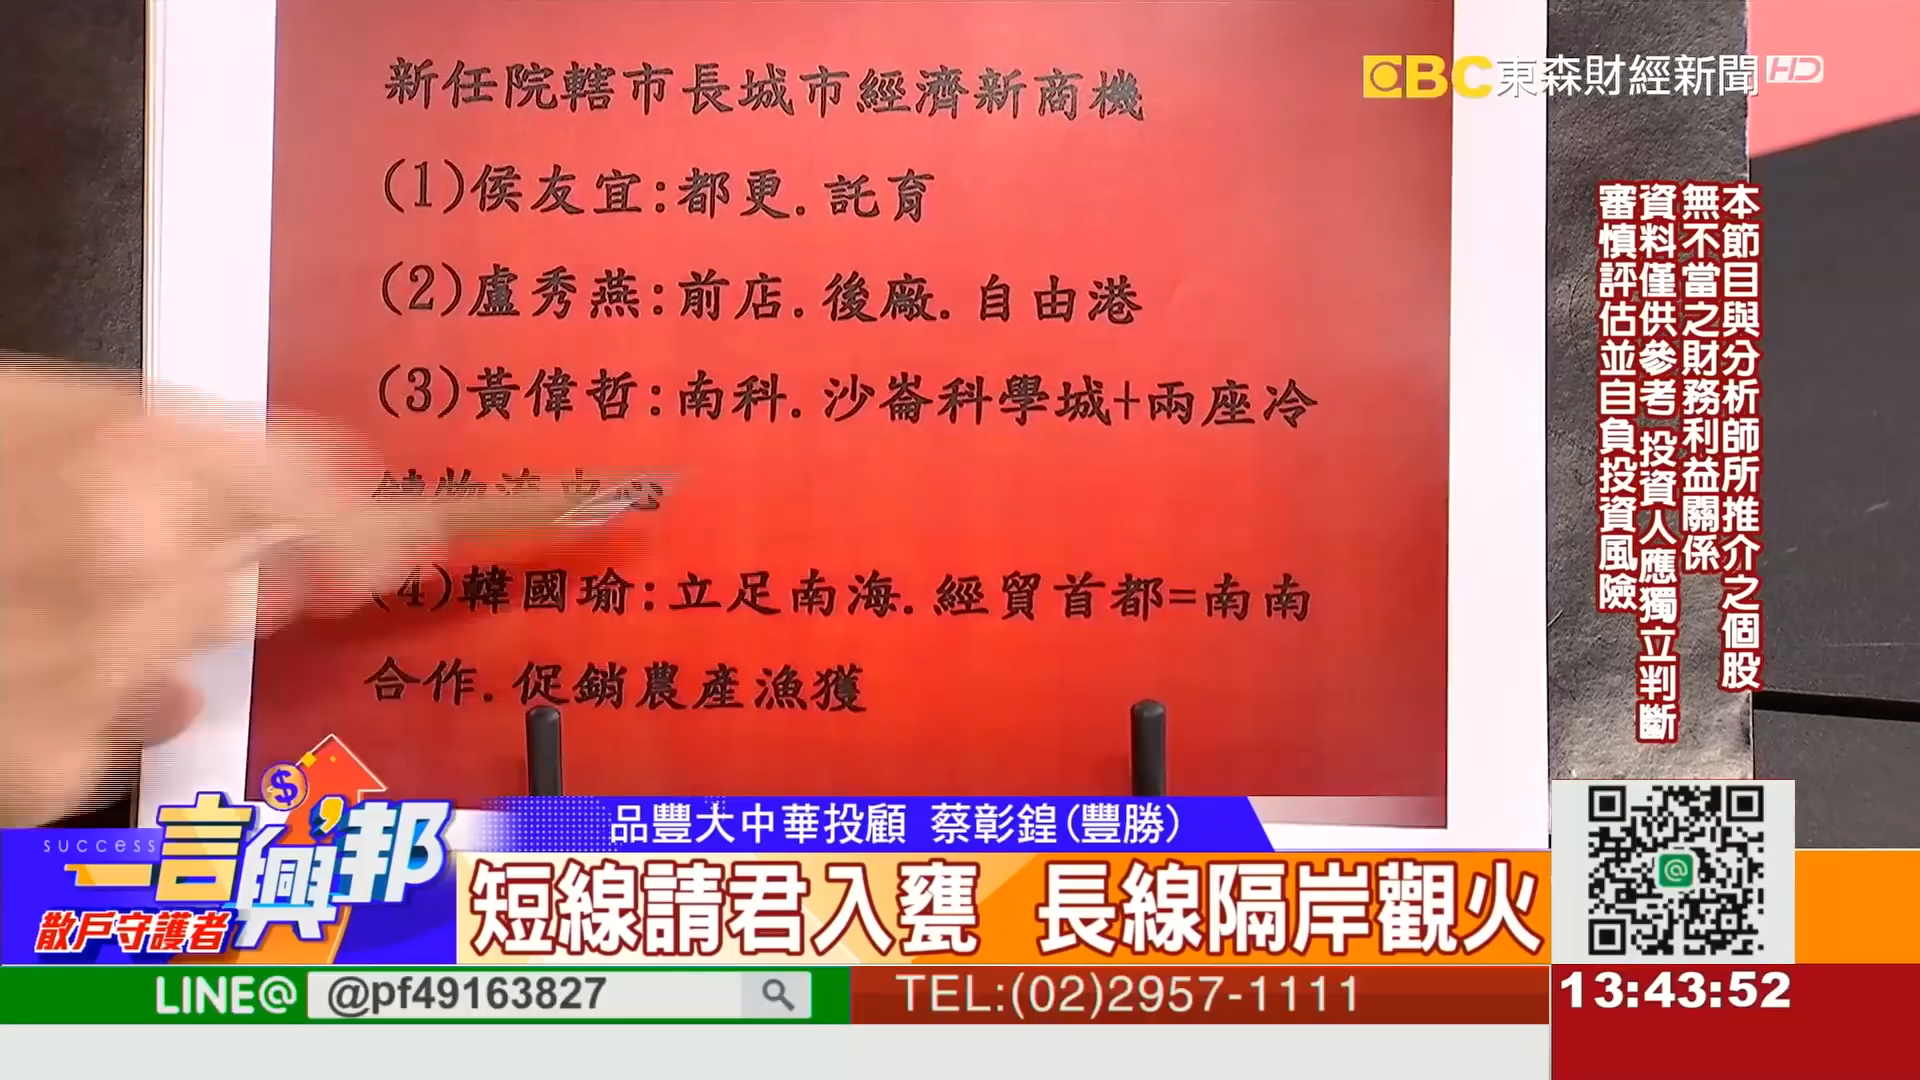 新任院轄市長城市經濟新商機
(1)侯友宜:都更.託育
(2)盧秀燕:前店.後廠.自由港
(3)黃偉哲:南科.沙崙科學城+兩座冷
鏈物流中心
(4)韓國瑜:立足南海.經貿首都=南南
合作.促銷農產漁獲
EBC東森財經新聞HD
本節目與分析師所推介之個股
無不當之財務利益關係
資料僅供參考 投資人應獨立判斷
審慎評估並自負投資風險
品豐大中華投顧 蔡彰鍠(豐勝)
success
一言興邦
散戶守護者
短線請君入甕 長線隔岸觀火
LINE@ @pf49163827
TEL:(02)2957-1111
13:43:52